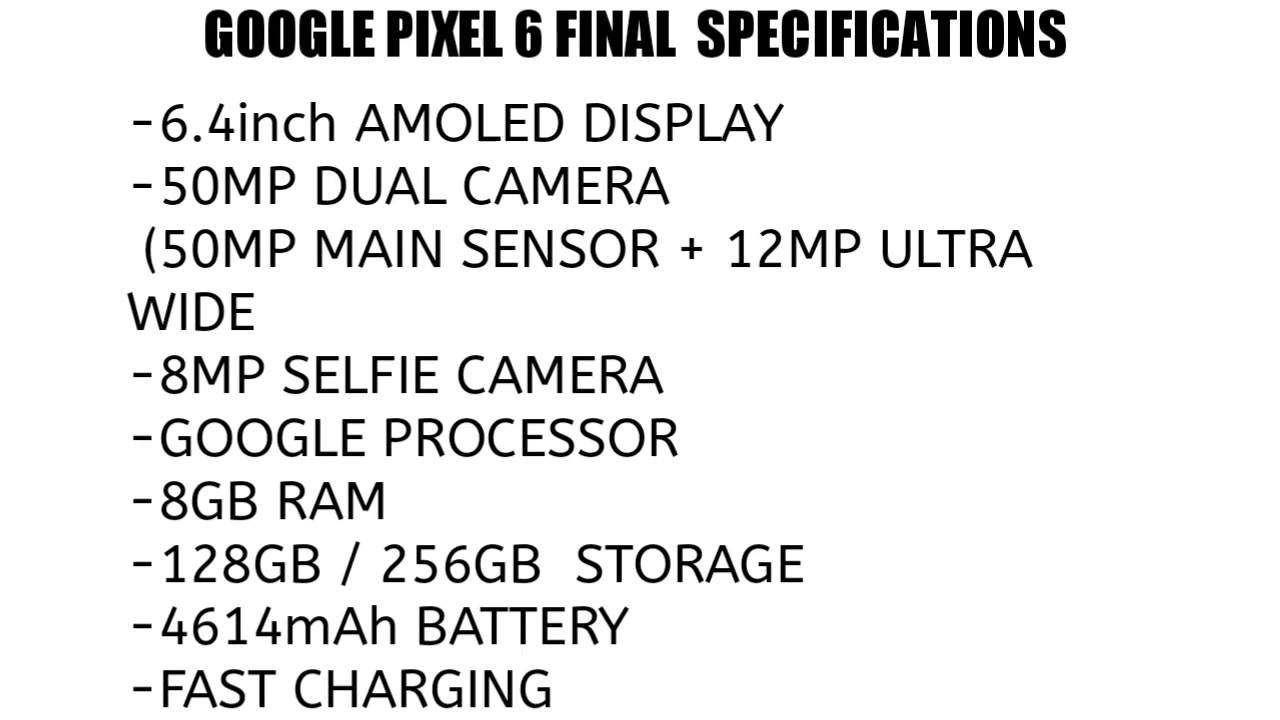 GOOGLE PIXEL 6 FINAL SPECIFICATIONS
-6.4inch AMOLED DISPLAY
-50MP DUAL CAMERA
(50MP MAIN SENSOR + 12MP ULTRA
WIDE
-8MP SELFIE CAMERA
-GOOGLE PROCESSOR
-8GB RAM
-128GB / 256GB STORAGE
-4614mAh BATTERY
-FAST CHARGING